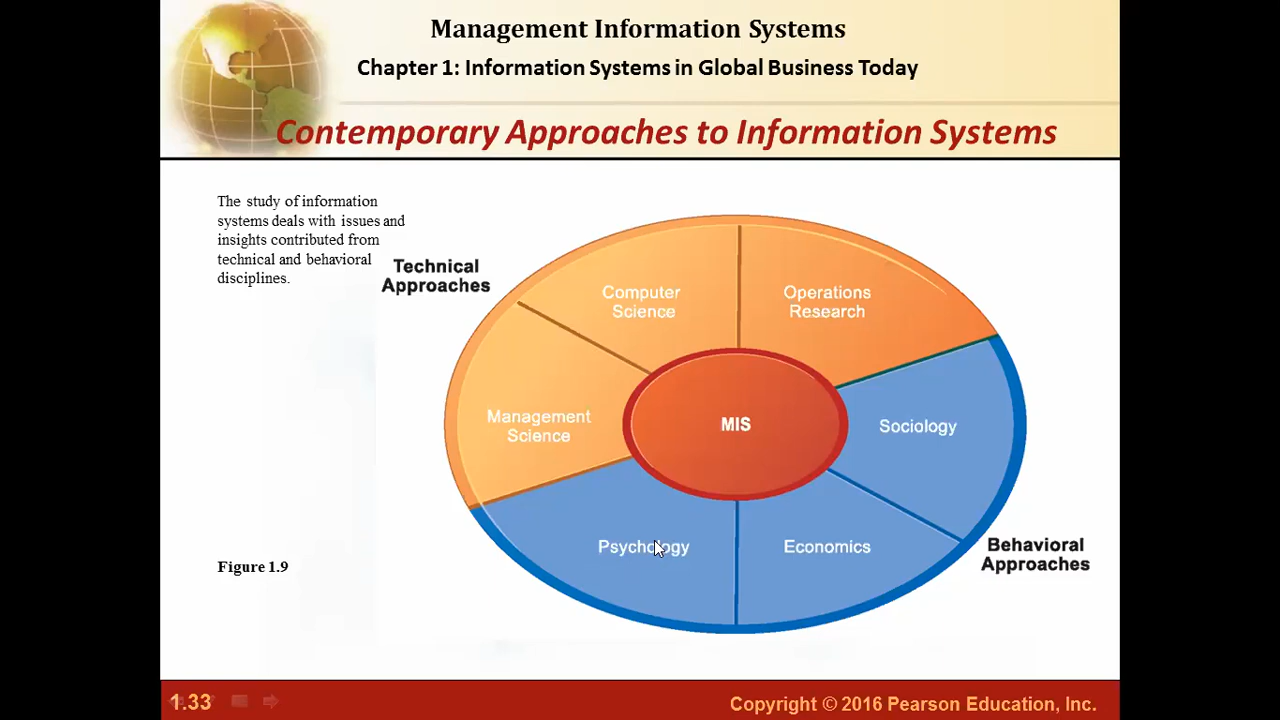 Management Information Systems
Chapter 1: Information Systems in Global Business Today
Contemporary Approaches to Information Systems
The study of information
systems deals with issues and
insights contributed from
technical and behavioral
disciplines.
Technical
Approaches
Computer
Science
Operations
Research
Management
Science
MIS
Sociology
Psychology
Economics
Behavioral
Approaches
Figure 1.9
1.33
Copyright © 2016 Pearson Education, Inc.